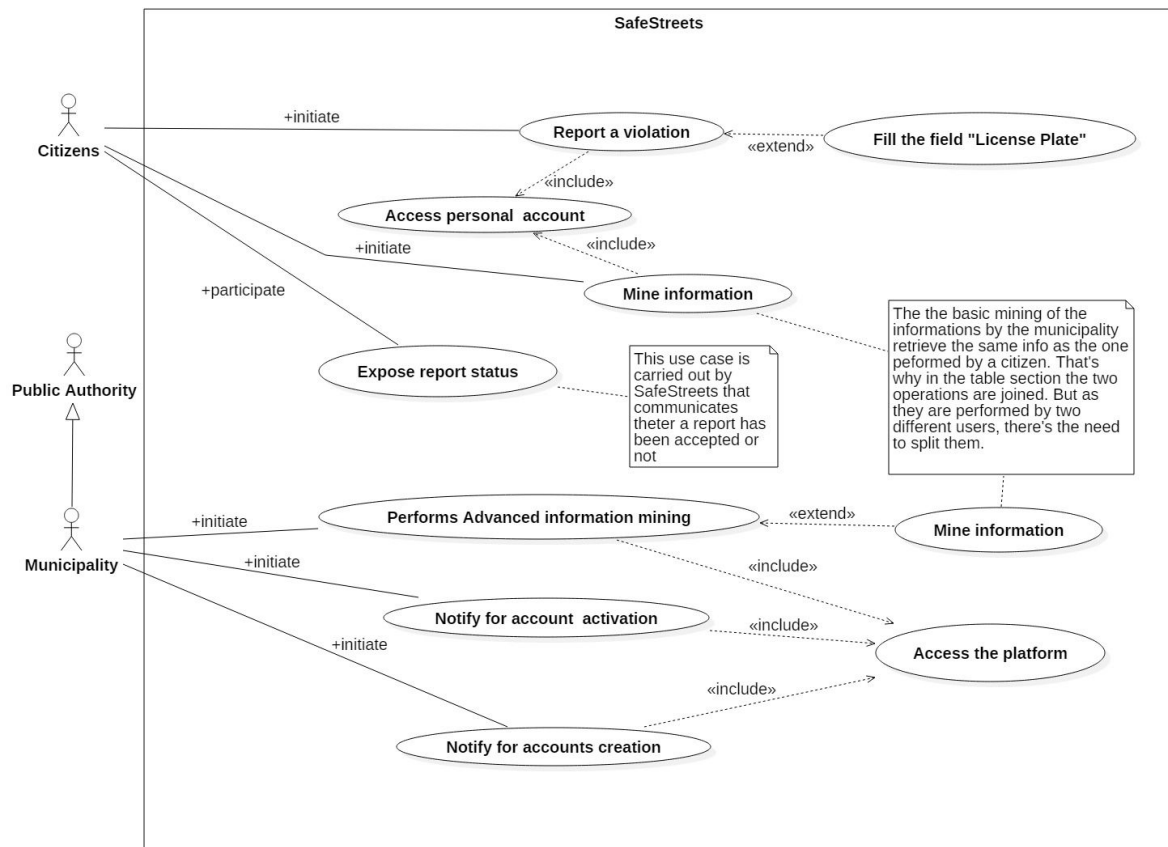 SafeStreets
+initiate
Report a violation
Fill the field "License Plate"
«extend»
Citizens
«include»
Access personal  account
+initiate
«include»
+participate
Mine information
The the basic mining of the
informations by the municipality
retrieve the same info as the one
peformed by a citizen. That's
why in the table section the two
operations are joined. But as
they are performed by two
different users, there's the need
to split them.
Expose report status
This use case is
carried out by
SafeStreets that
communicates
theter a report has
been accepted or
not
Public Authority
+initiate
Performs Advanced information mining
«extend»
Mine information
Municipality
+initiate
«include»
Notify for account  activation
«include»
+initiate
Access the platform
«include»
Notify for accounts creation